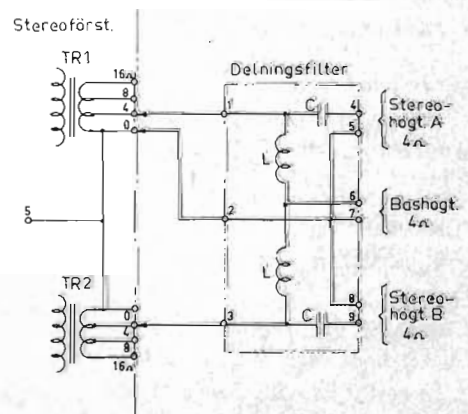 Stereoförst.
TR1
16Ω
8
4
0
5
TR2
0
4
8
16Ω
Delningsfilter
1
C
4
5
L
2
6
7
L
8
3
C
9
Stereo-
högt. A
4Ω
Bashögt.
4Ω
Stereo-
högt. B
4Ω